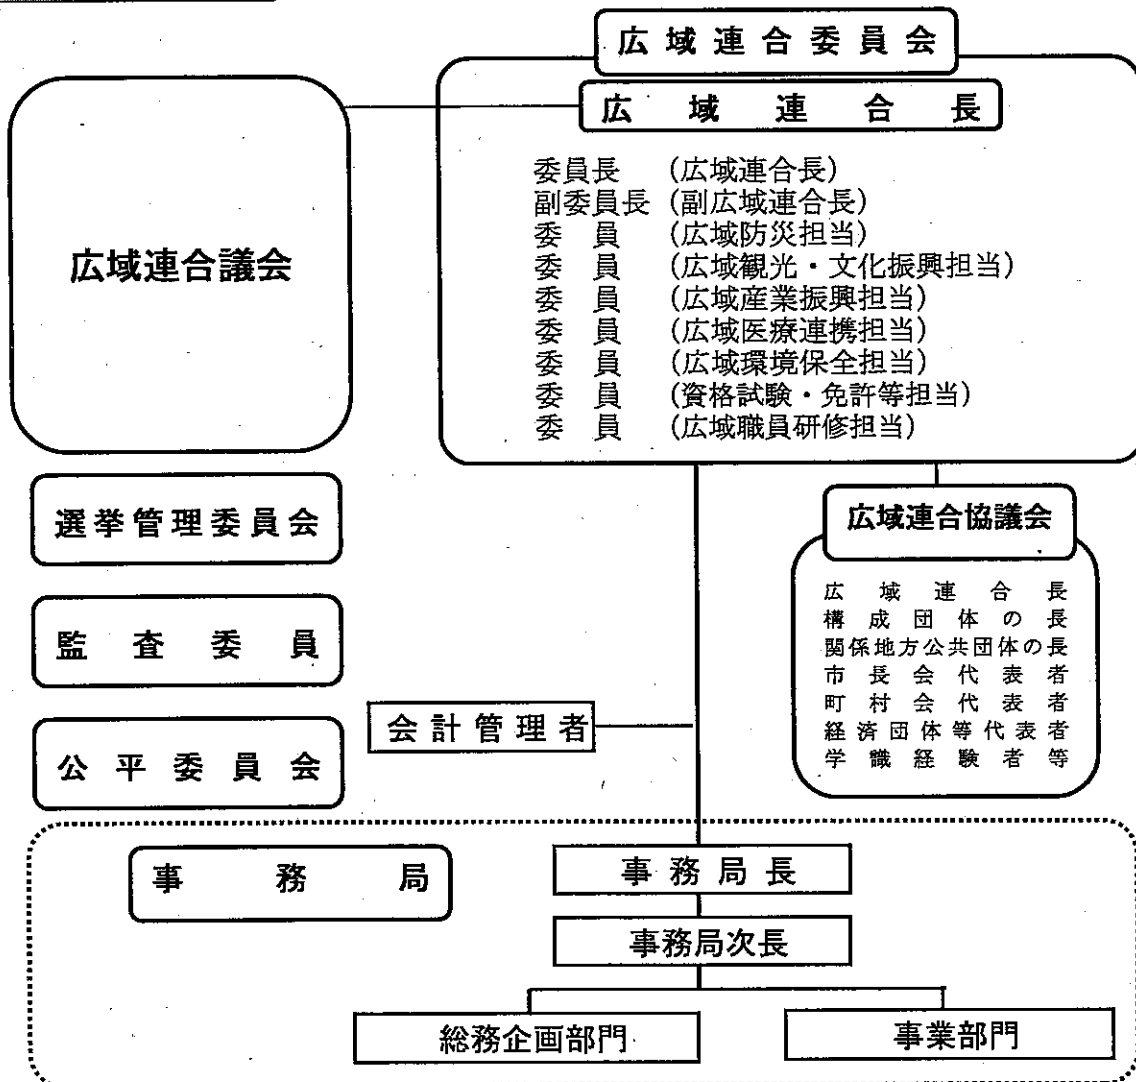 広域連合委員会
広域連合長
委員長 (広域連合長)
副委員長 (副広域連合長)
委員 (広域防災担当)
委員 (広域観光・文化振興担当)
委員 (広域産業振興担当)
委員 (広域医療連携担当)
委員 (広域環境保全担当)
委員 (資格試験・免許等担当)
委員 (広域職員研修担当)
広域連合議会
選挙管理委員会
監査委員
公平委員会
広域連合協議会
広域連合長
構成団体の長
関係地方公共団体の長
市長会代表者
町村会代表者
経済団体等代表者
学識経験者等
会計管理者
事務局
事務局長
事務局次長
総務企画部門
事業部門